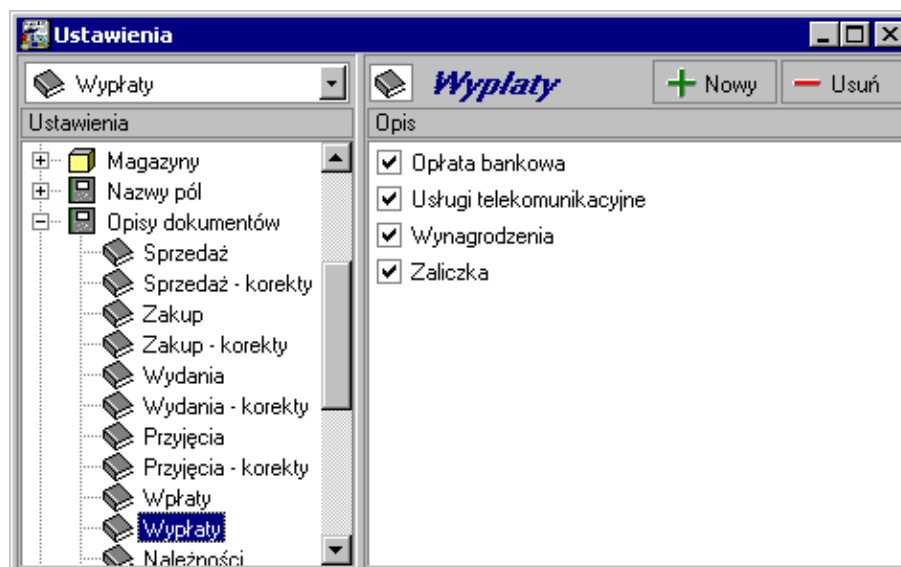 Ustawienia
Wypłaty
Wypłaty
Nowy
Usuń
Ustawienia
Opis
Magazyny
Nazwy pól
Opisy dokumentów
Sprzedaż
Sprzedaż - korekty
Zakup
Zakup - korekty
Wydania
Wydania - korekty
Przyjęcia
Przyjęcia - korekty
Wpłaty
Wypłaty
Należności
Opłata bankowa
Usługi telekomunikacyjne
Wynagrodzenia
Zaliczka